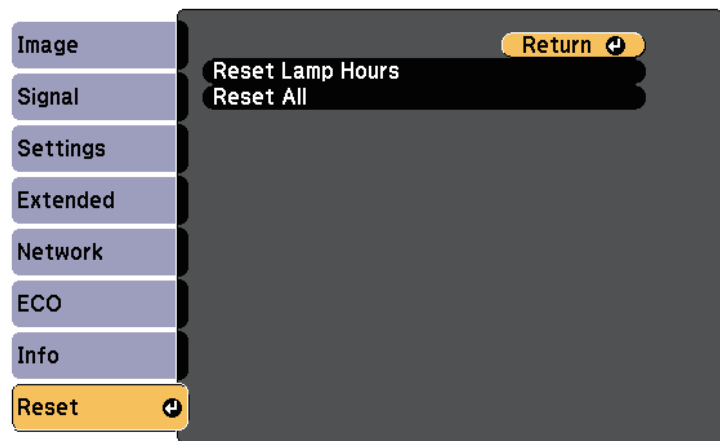 Image
Signal
Settings
Extended
Network
ECO
Info
Reset
Return
Reset Lamp Hours
Reset All